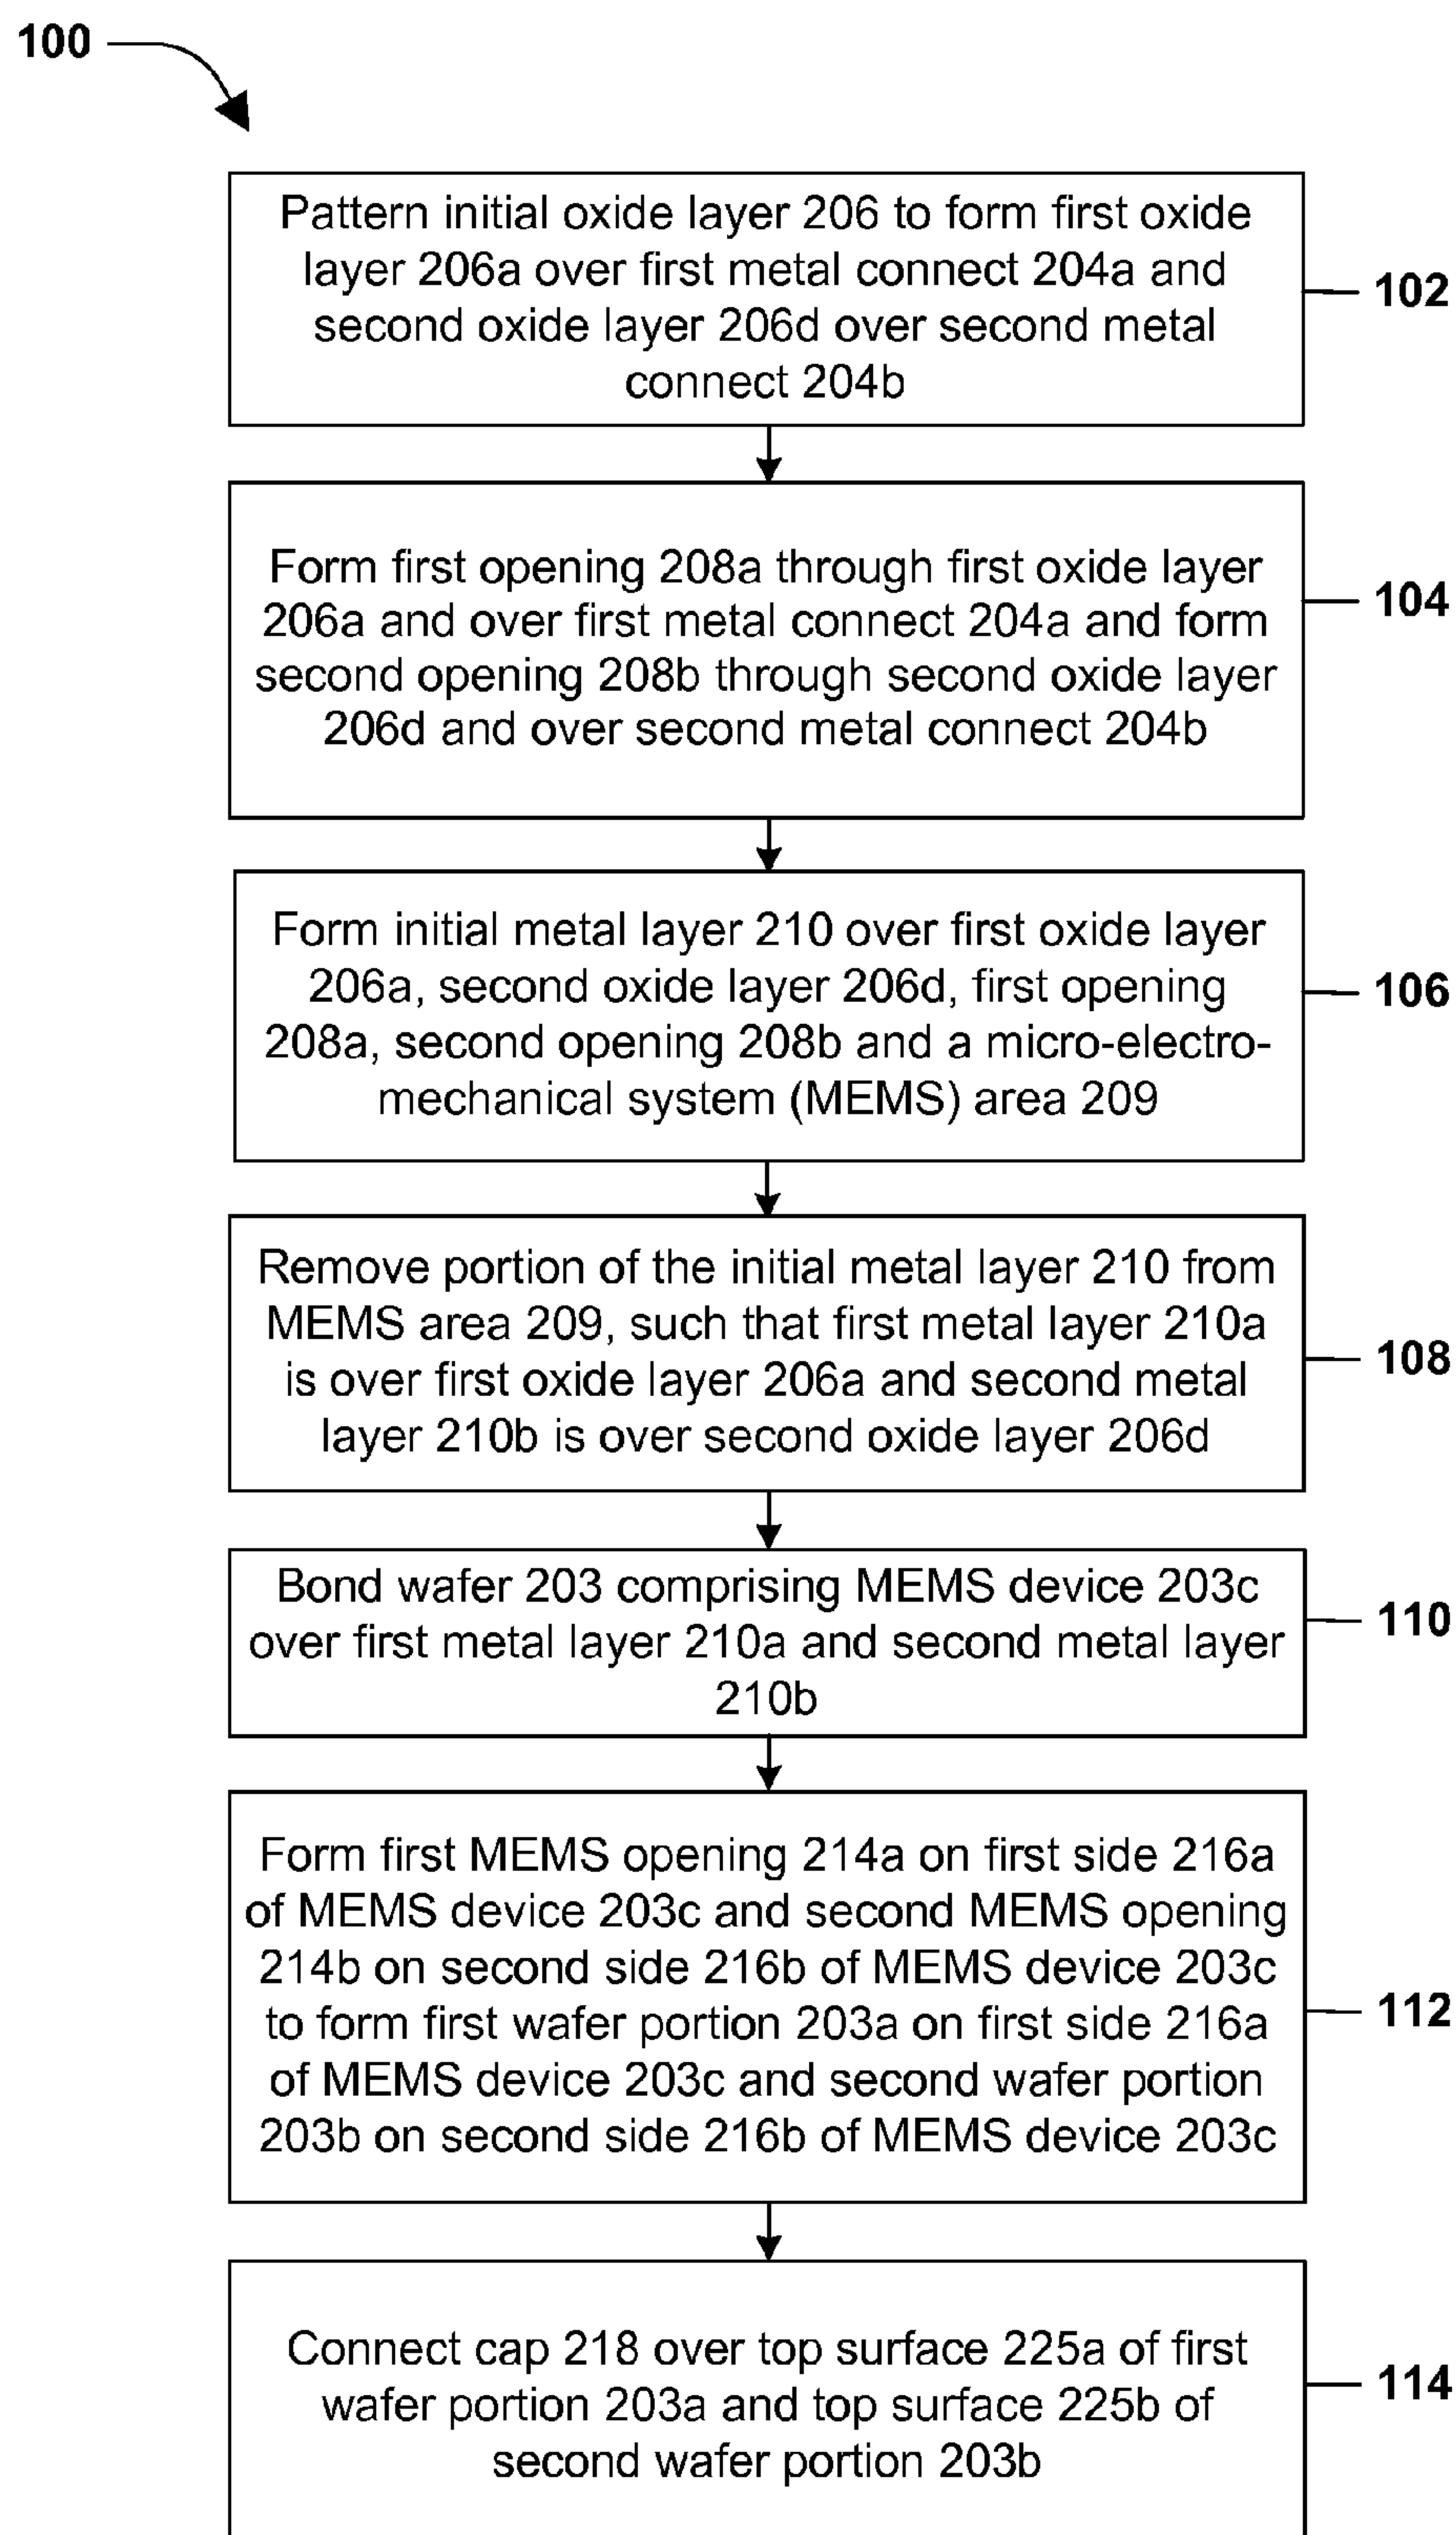 100
Pattern initial oxide layer 206 to form first oxide
layer 206a over first metal connect 204a and
second oxide layer 206d over second metal
connect 204b
102
Form first opening 208a through first oxide layer
206a and over first metal connect 204a and form
second opening 208b through second oxide layer
206d and over second metal connect 204b
104
Form initial metal layer 210 over first oxide layer
206a, second oxide layer 206d, first opening
208a, second opening 208b and a micro-electro-
mechanical system (MEMS) area 209
106
Remove portion of the initial metal layer 210 from
MEMS area 209, such that first metal layer 210a
is over first oxide layer 206a and second metal
layer 210b is over second oxide layer 206d
108
Bond wafer 203 comprising MEMS device 203c
over first metal layer 210a and second metal layer
210b
110
Form first MEMS opening 214a on first side 216a
of MEMS device 203c and second MEMS opening
214b on second side 216b of MEMS device 203c
to form first wafer portion 203a on first side 216a
of MEMS device 203c and second wafer portion
203b on second side 216b of MEMS device 203c
112
Connect cap 218 over top surface 225a of first
wafer portion 203a and top surface 225b of
second wafer portion 203b
114